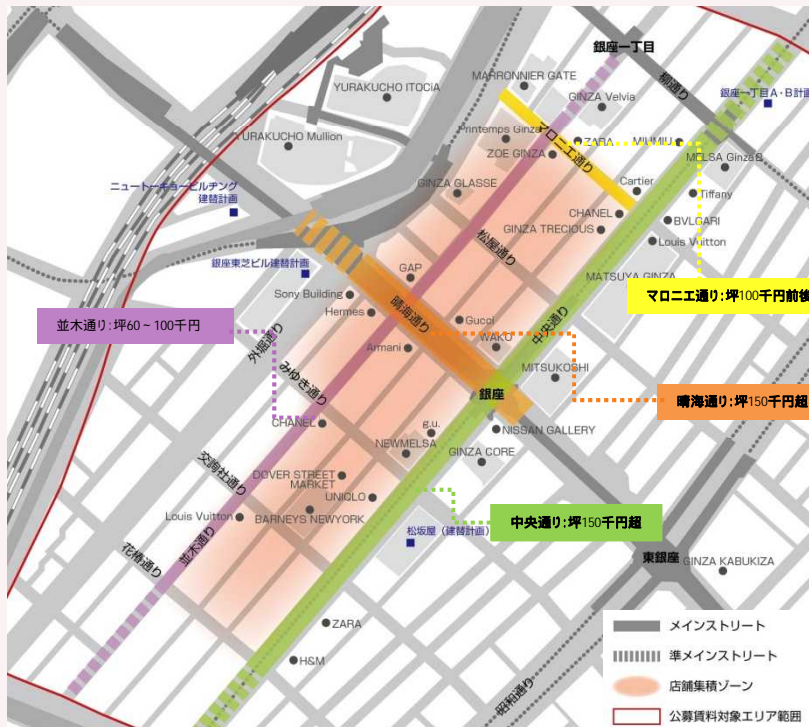 銀座一丁目
MARRONNIER GATE
柳通り
YURAKUCHO ITOCiA
GINZA Velvia
銀座一丁目A・B計画
YURAKUCHO Mullion
Printemps Ginza
マロニエ通り
ZARA
MIUMIU
ZOE GINZA
MELSA Ginza2
ニュートーキョービルヂング
建替計画
GINZA GLASSE
Cartier
Tiffany
CHANEL
BVLGARI
GINZA TRECIOUS
Louis Vuitton
松屋通り
銀座東芝ビル建替計画
GAP
MATSUYA GINZA
Sony Building
晴海通り
マロニエ通り:坪100千円前後
Hermes
Gucci
中央通り
並木通り:坪60~100千円
外堀通り
WAKO
Armani
MITSUKOSHI
みゆき通り
銀座
晴海通り:坪150千円超
CHANEL
g.u.
NISSAN GALLERY
NEWMELSA
GINZA CORE
交詢社通り
DOVER STREET
MARKET
UNIQLO
Louis Vuitton
BARNEYS NEWYORK
中央通り:坪150千円超
並木通り
松坂屋(建替計画)
花椿通り
東銀座
GINZA KABUKIZA
ZARA
メインストリート
準メインストリート
H&M
店舗集積ゾーン
昭和通り
公募賃料対象エリア範囲